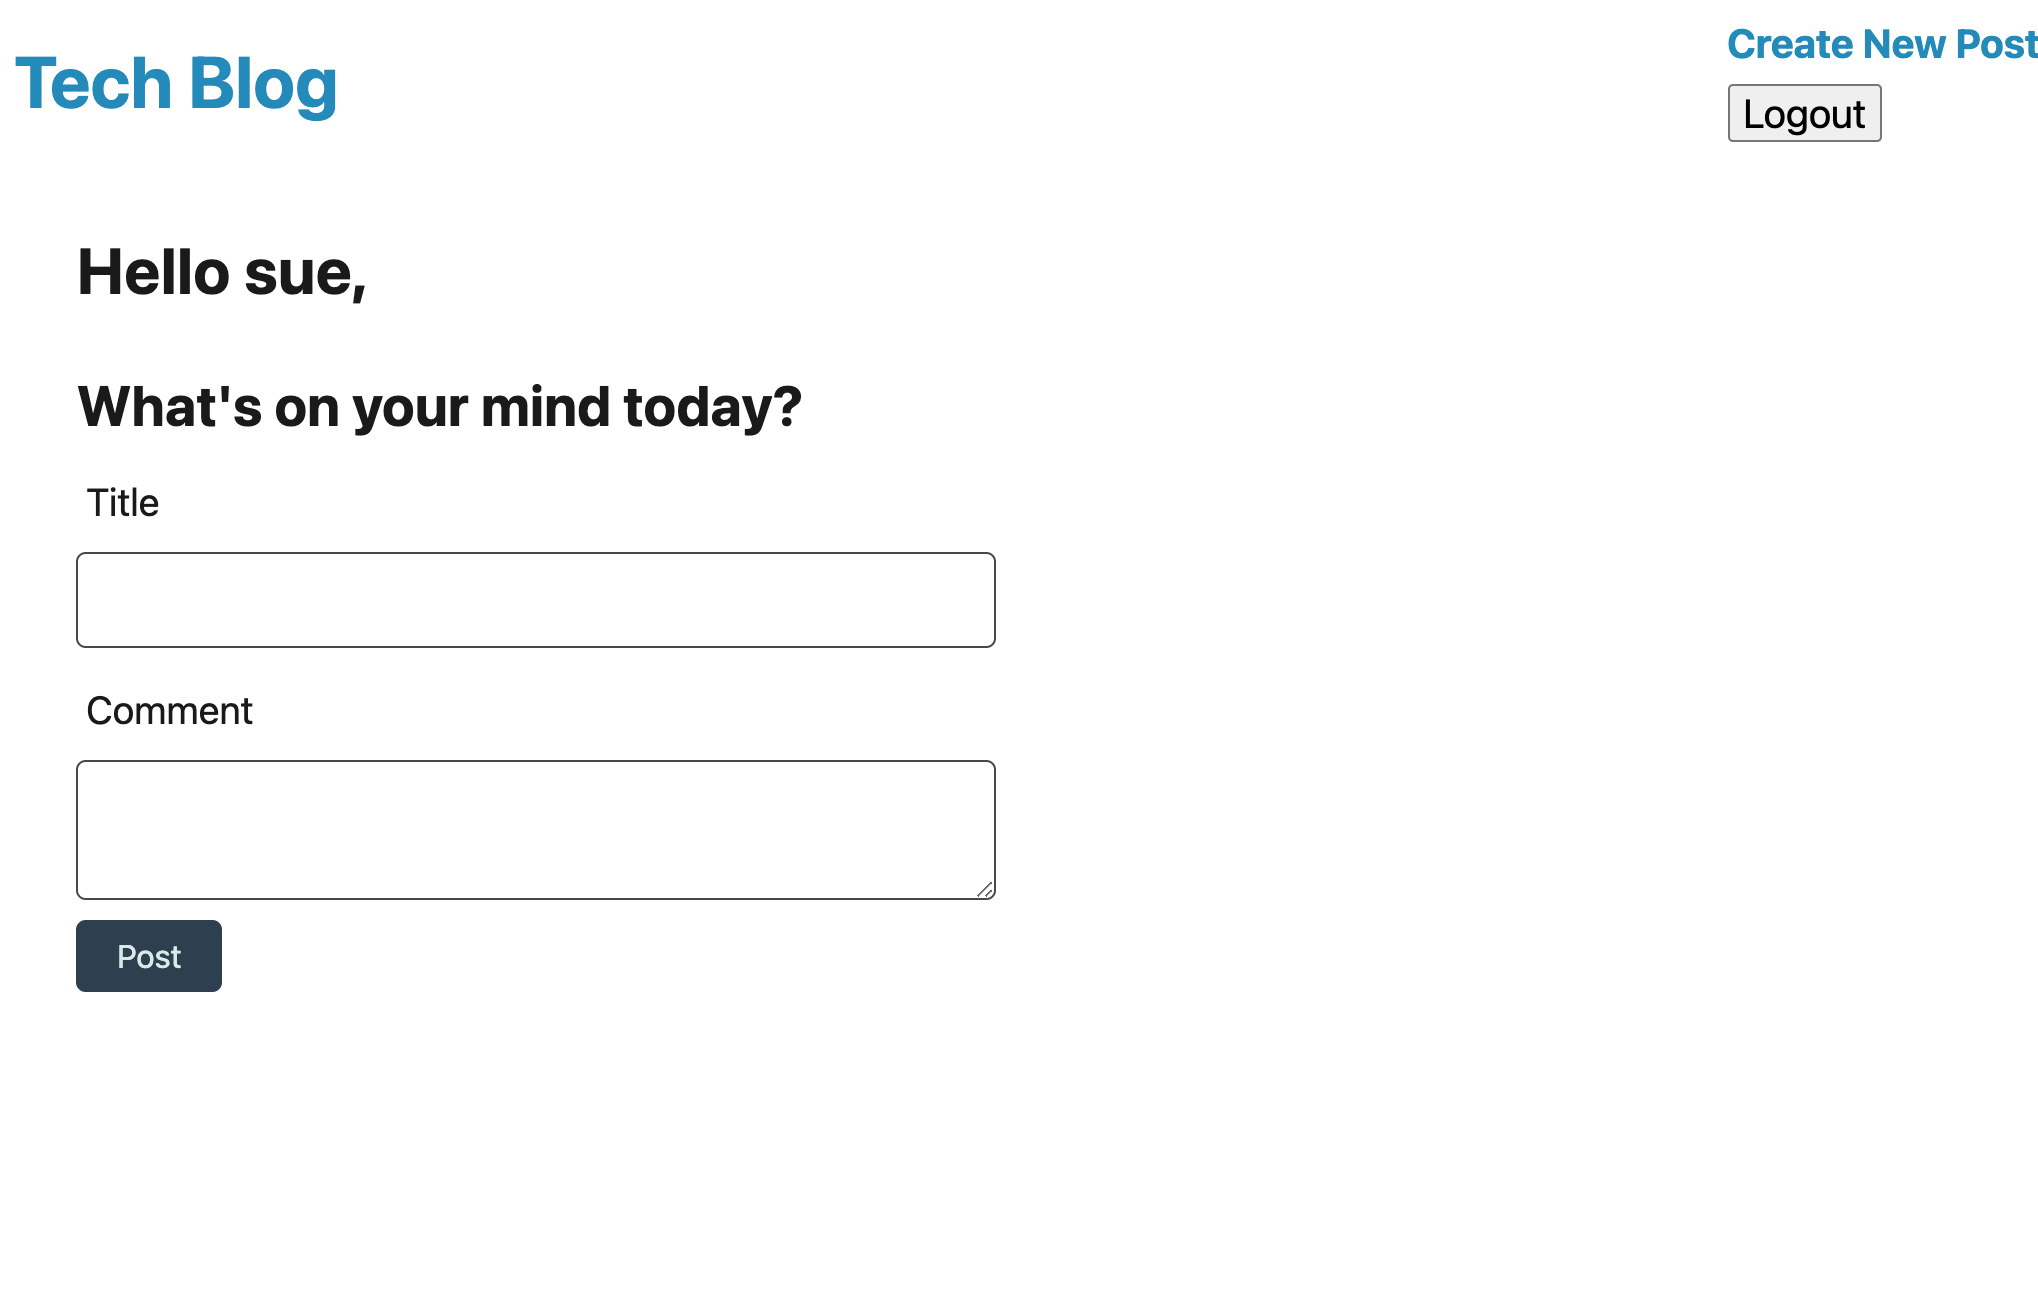 Tech Blog
Create New Post
Logout
Hello sue,
What's on your mind today?
Title
Comment
Post